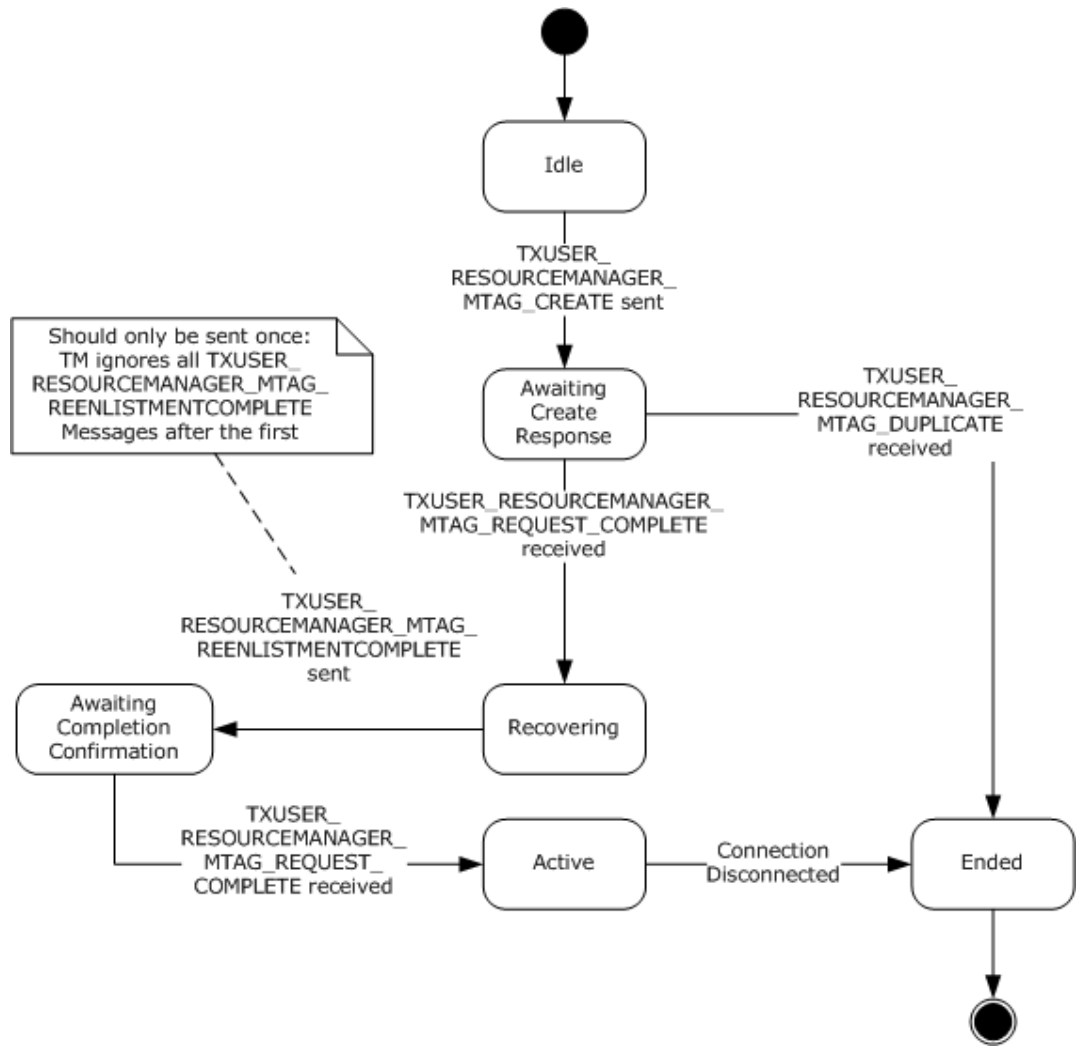 Idle
TXUSER_
RESOURCEMANAGER_
MTAG_CREATE sent
Should only be sent once:
TM ignores all TXUSER_
RESOURCEMANAGER_MTAG_
REENLISTMENTCOMPLETE
Messages after the first
Awaiting
Create
Response
TXUSER_
RESOURCEMANAGER_
MTAG_DUPLICATE
received
TXUSER_RESOURCEMANAGER_
MTAG_REQUEST_COMPLETE
received
TXUSER_
RESOURCEMANAGER_MTAG_
REENLISTMENTCOMPLETE
sent
Awaiting
Completion
Confirmation
Recovering
TXUSER_
RESOURCEMANAGER_
MTAG_REQUEST_
COMPLETE received
Active
Connection
Disconnected
Ended